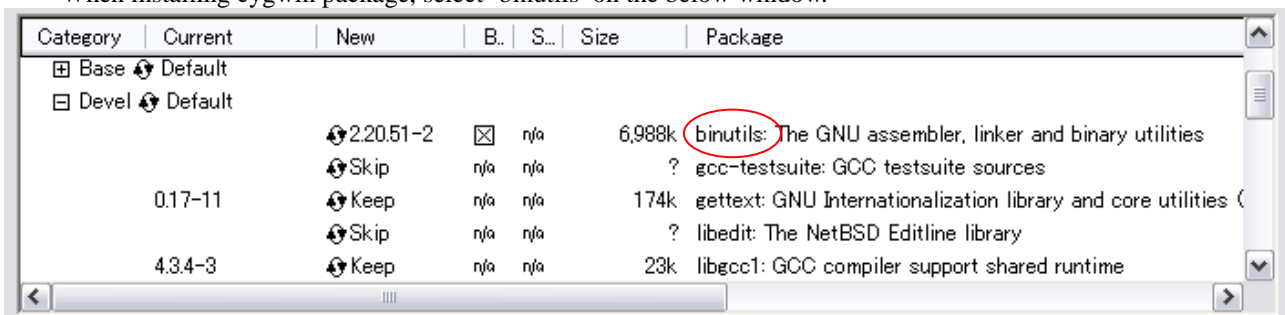 When installing cygwin package, select "binutils" on the below window.
Category Current New B.. S... Size Package
Base Default
Devel Default
2.20.51-2 n/a 6,988k binutils: The GNU assembler, linker and binary utilities
Skip n/a n/a ? gcc-testsuite: GCC testsuite sources
0.17-11 Keep n/a n/a 174k gettext: GNU Internationalization library and core utilities (
Skip n/a n/a ? libedit: The NetBSD Editline library
4.3.4-3 Keep n/a n/a 23k libgcc1: GCC compiler support shared runtime